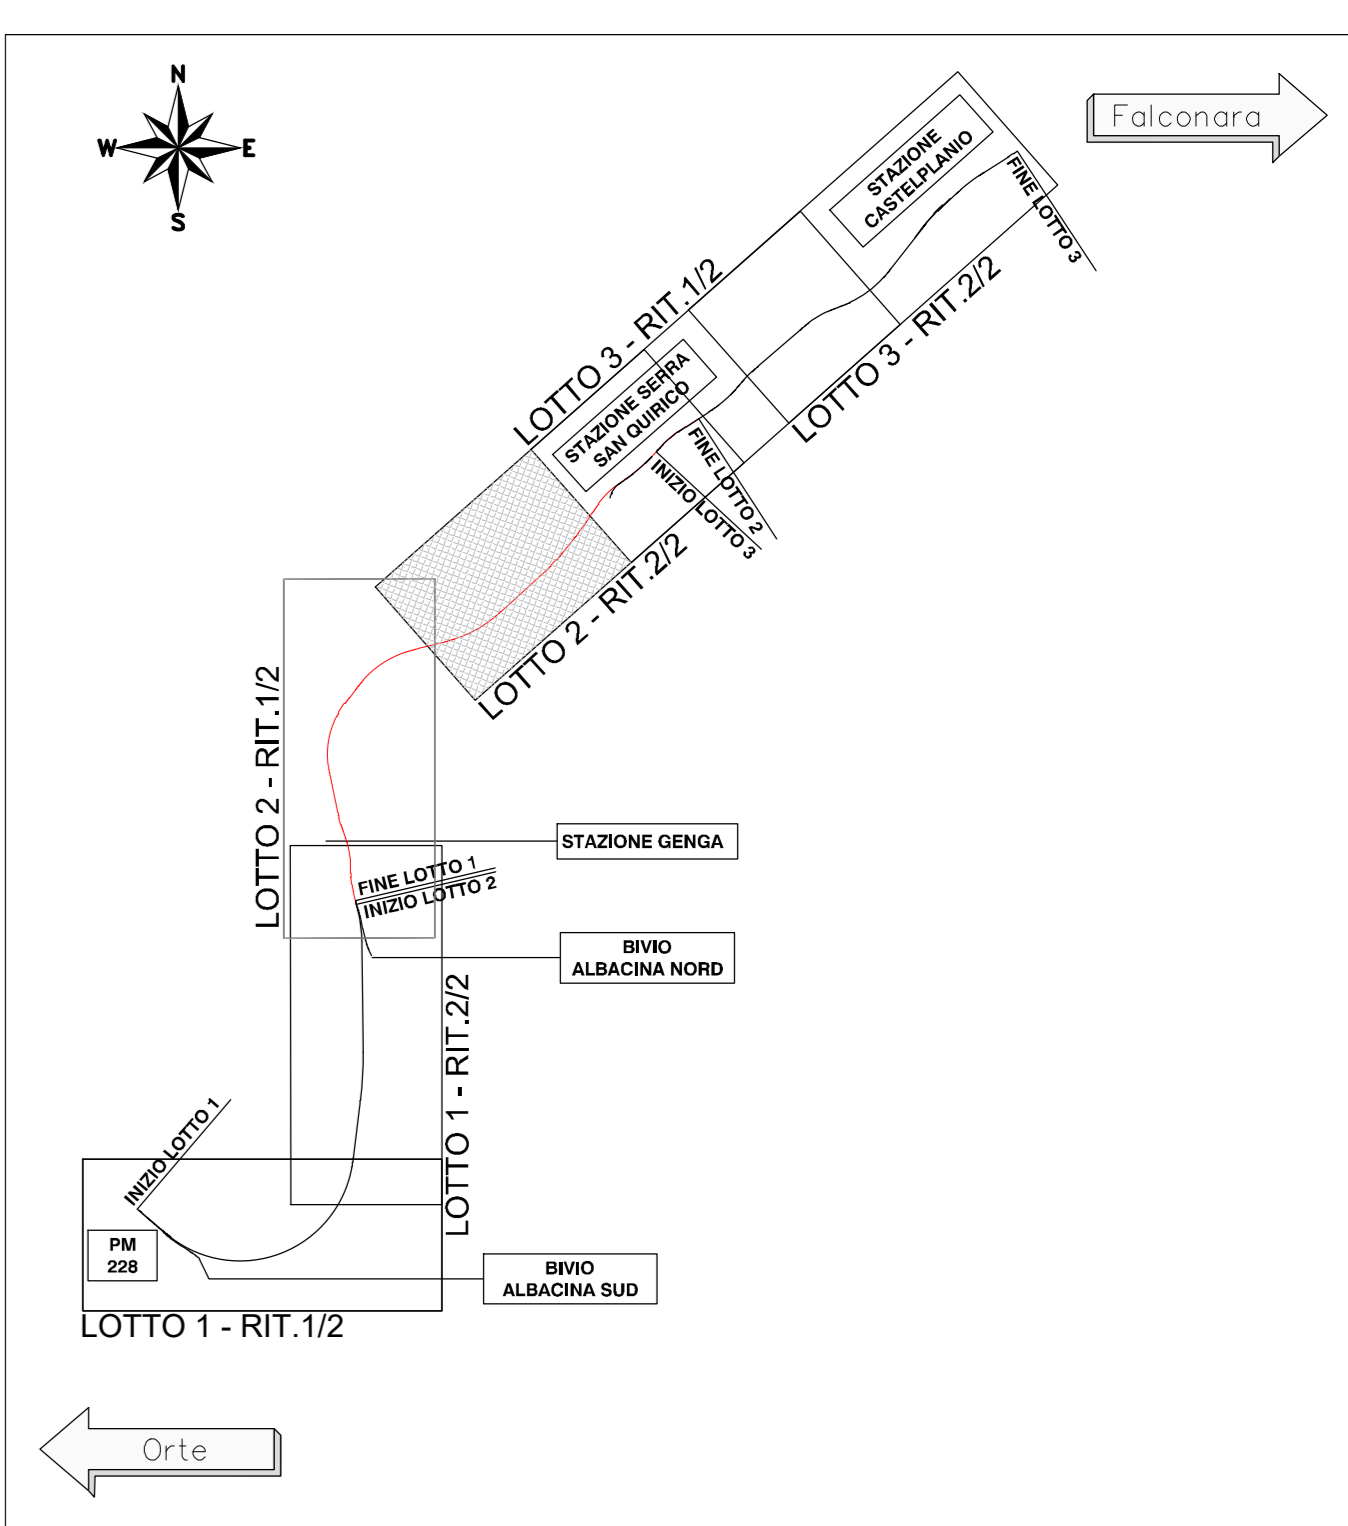 N
W
E
S
Falconara
STAZIONE
CASTELPLANIO
FINE LOTTO 3
LOTTO 3 - RIT.1/2
LOTTO 3 - RIT.2/2
STAZIONE SERRA
SAN QUIRICO
FINE LOTTO 2
INIZIO LOTTO 3
LOTTO 2 - RIT.2/2
LOTTO 2 - RIT.1/2
STAZIONE GENGA
FINE LOTTO 1
INIZIO LOTTO 2
BIVIO
ALBACINA NORD
LOTTO 1 - RIT.2/2
INIZIO LOTTO 1
PM
228
BIVIO
ALBACINA SUD
LOTTO 1 - RIT.1/2
Orte